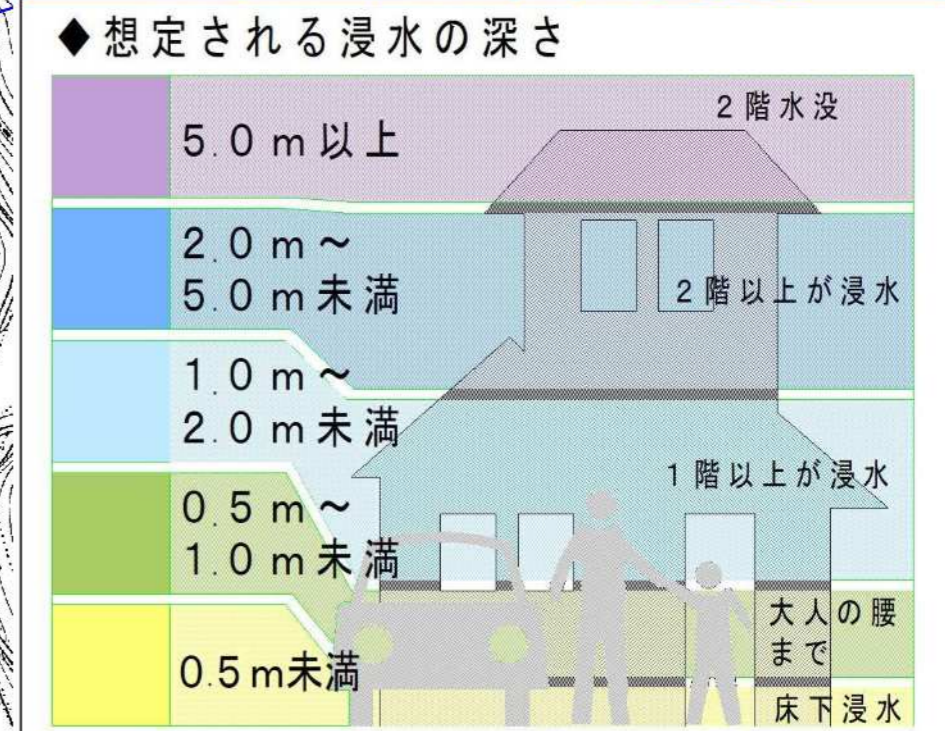 ◆想定される浸水の深さ
2階水没
5.0m以上
2.0m～
5.0m未満
2階以上が浸水
1.0m～
2.0m未満
1階以上が浸水
0.5m～
1.0m未満
大人の腰
まで
0.5m未満
床下浸水